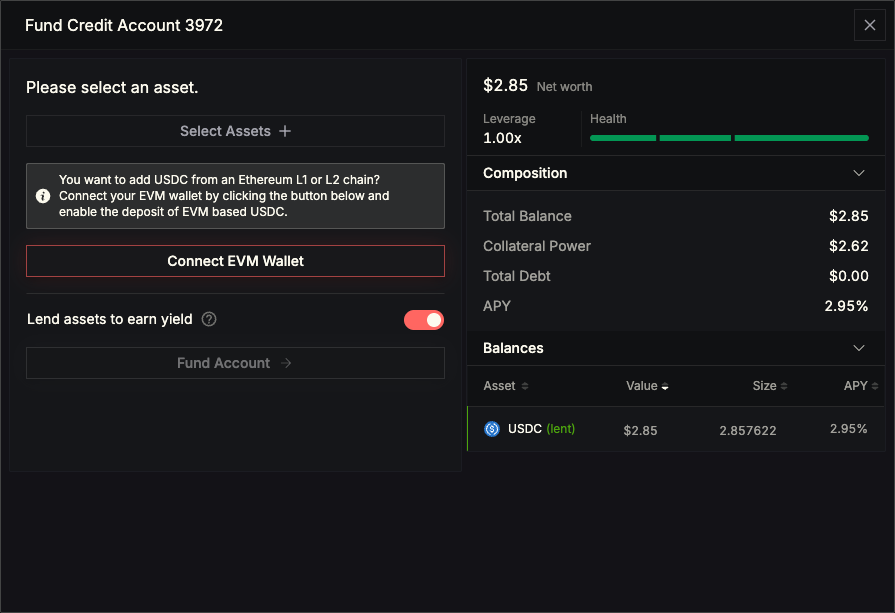 Fund Credit Account 3972
Please select an asset.
Select Assets
You want to add USDC from an Ethereum L1 or L2 chain?
Connect your EVM wallet by clicking the button below and
enable the deposit of EVM based USDC.
Connect EVM Wallet
Lend assets to earn yield
Fund Account
$2.85 Net worth
Leverage
1.00x
Health
Composition
Total Balance $2.85
Collateral Power $2.62
Total Debt $0.00
APY 2.95%
Balances
Asset Value Size APY
USDC (lent) $2.85 2.857622 2.95%